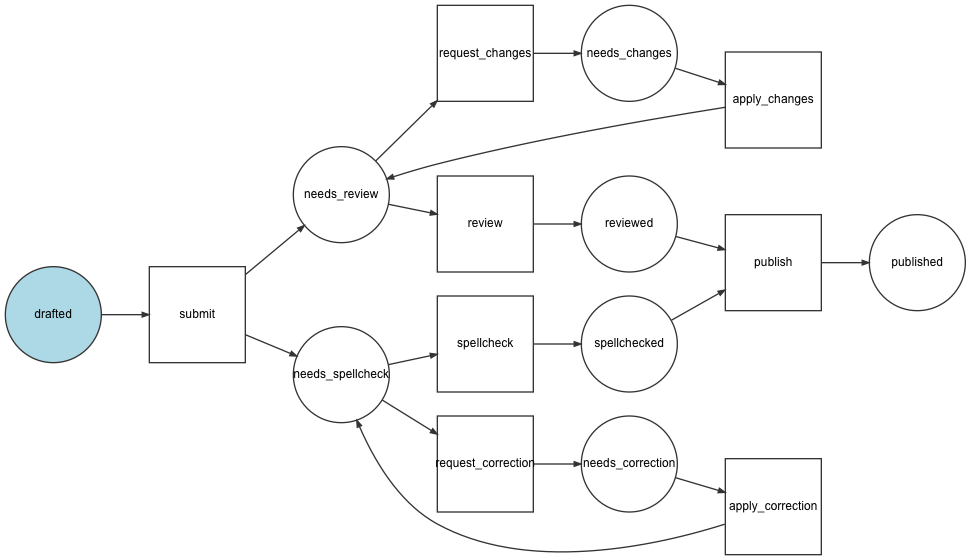 request_changes
needs_changes
apply_changes
needs_review
review
reviewed
publish
published
drafted
submit
spellcheck
spellchecked
needs_spellcheck
request_correction
needs_correction
apply_correction